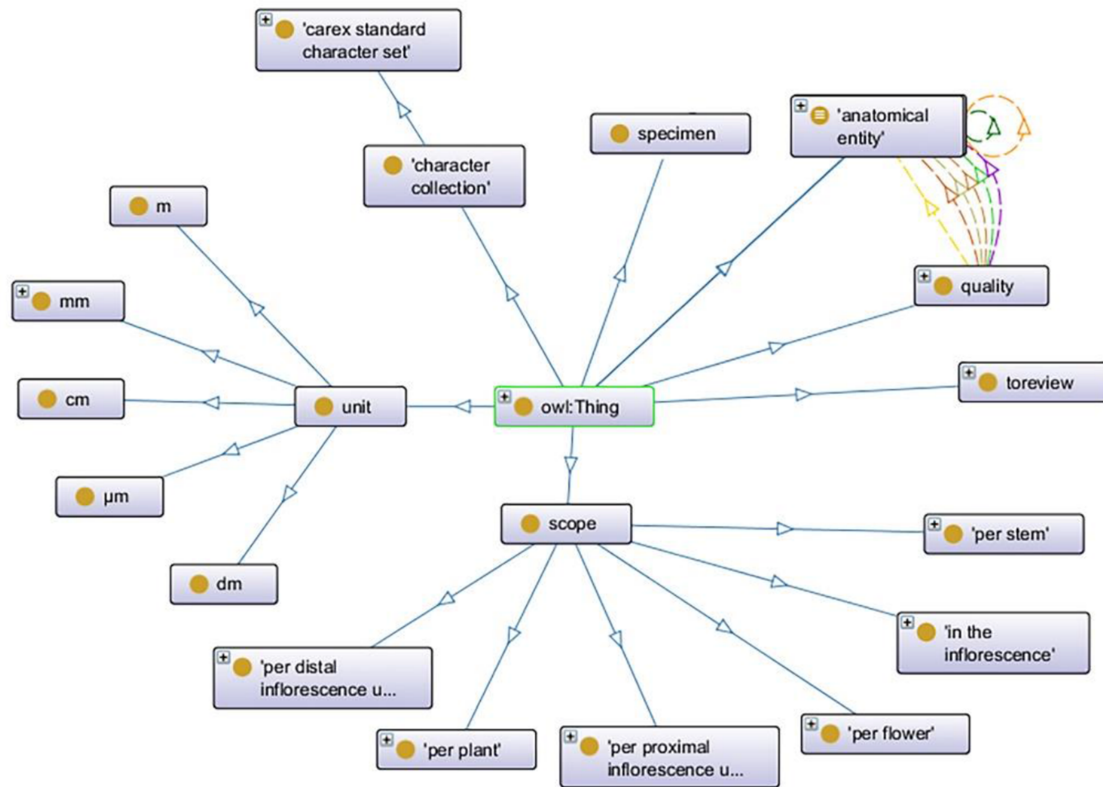 'carex standard
character set'
specimen
'anatomical
entity'
'character
collection'
m
quality
mm
toreview
cm
unit
owl:Thing
µm
scope
'per stem'
dm
'in the
inflorescence'
'per distal
inflorescence u...
'per plant'
'per proximal
inflorescence u...
'per flower'